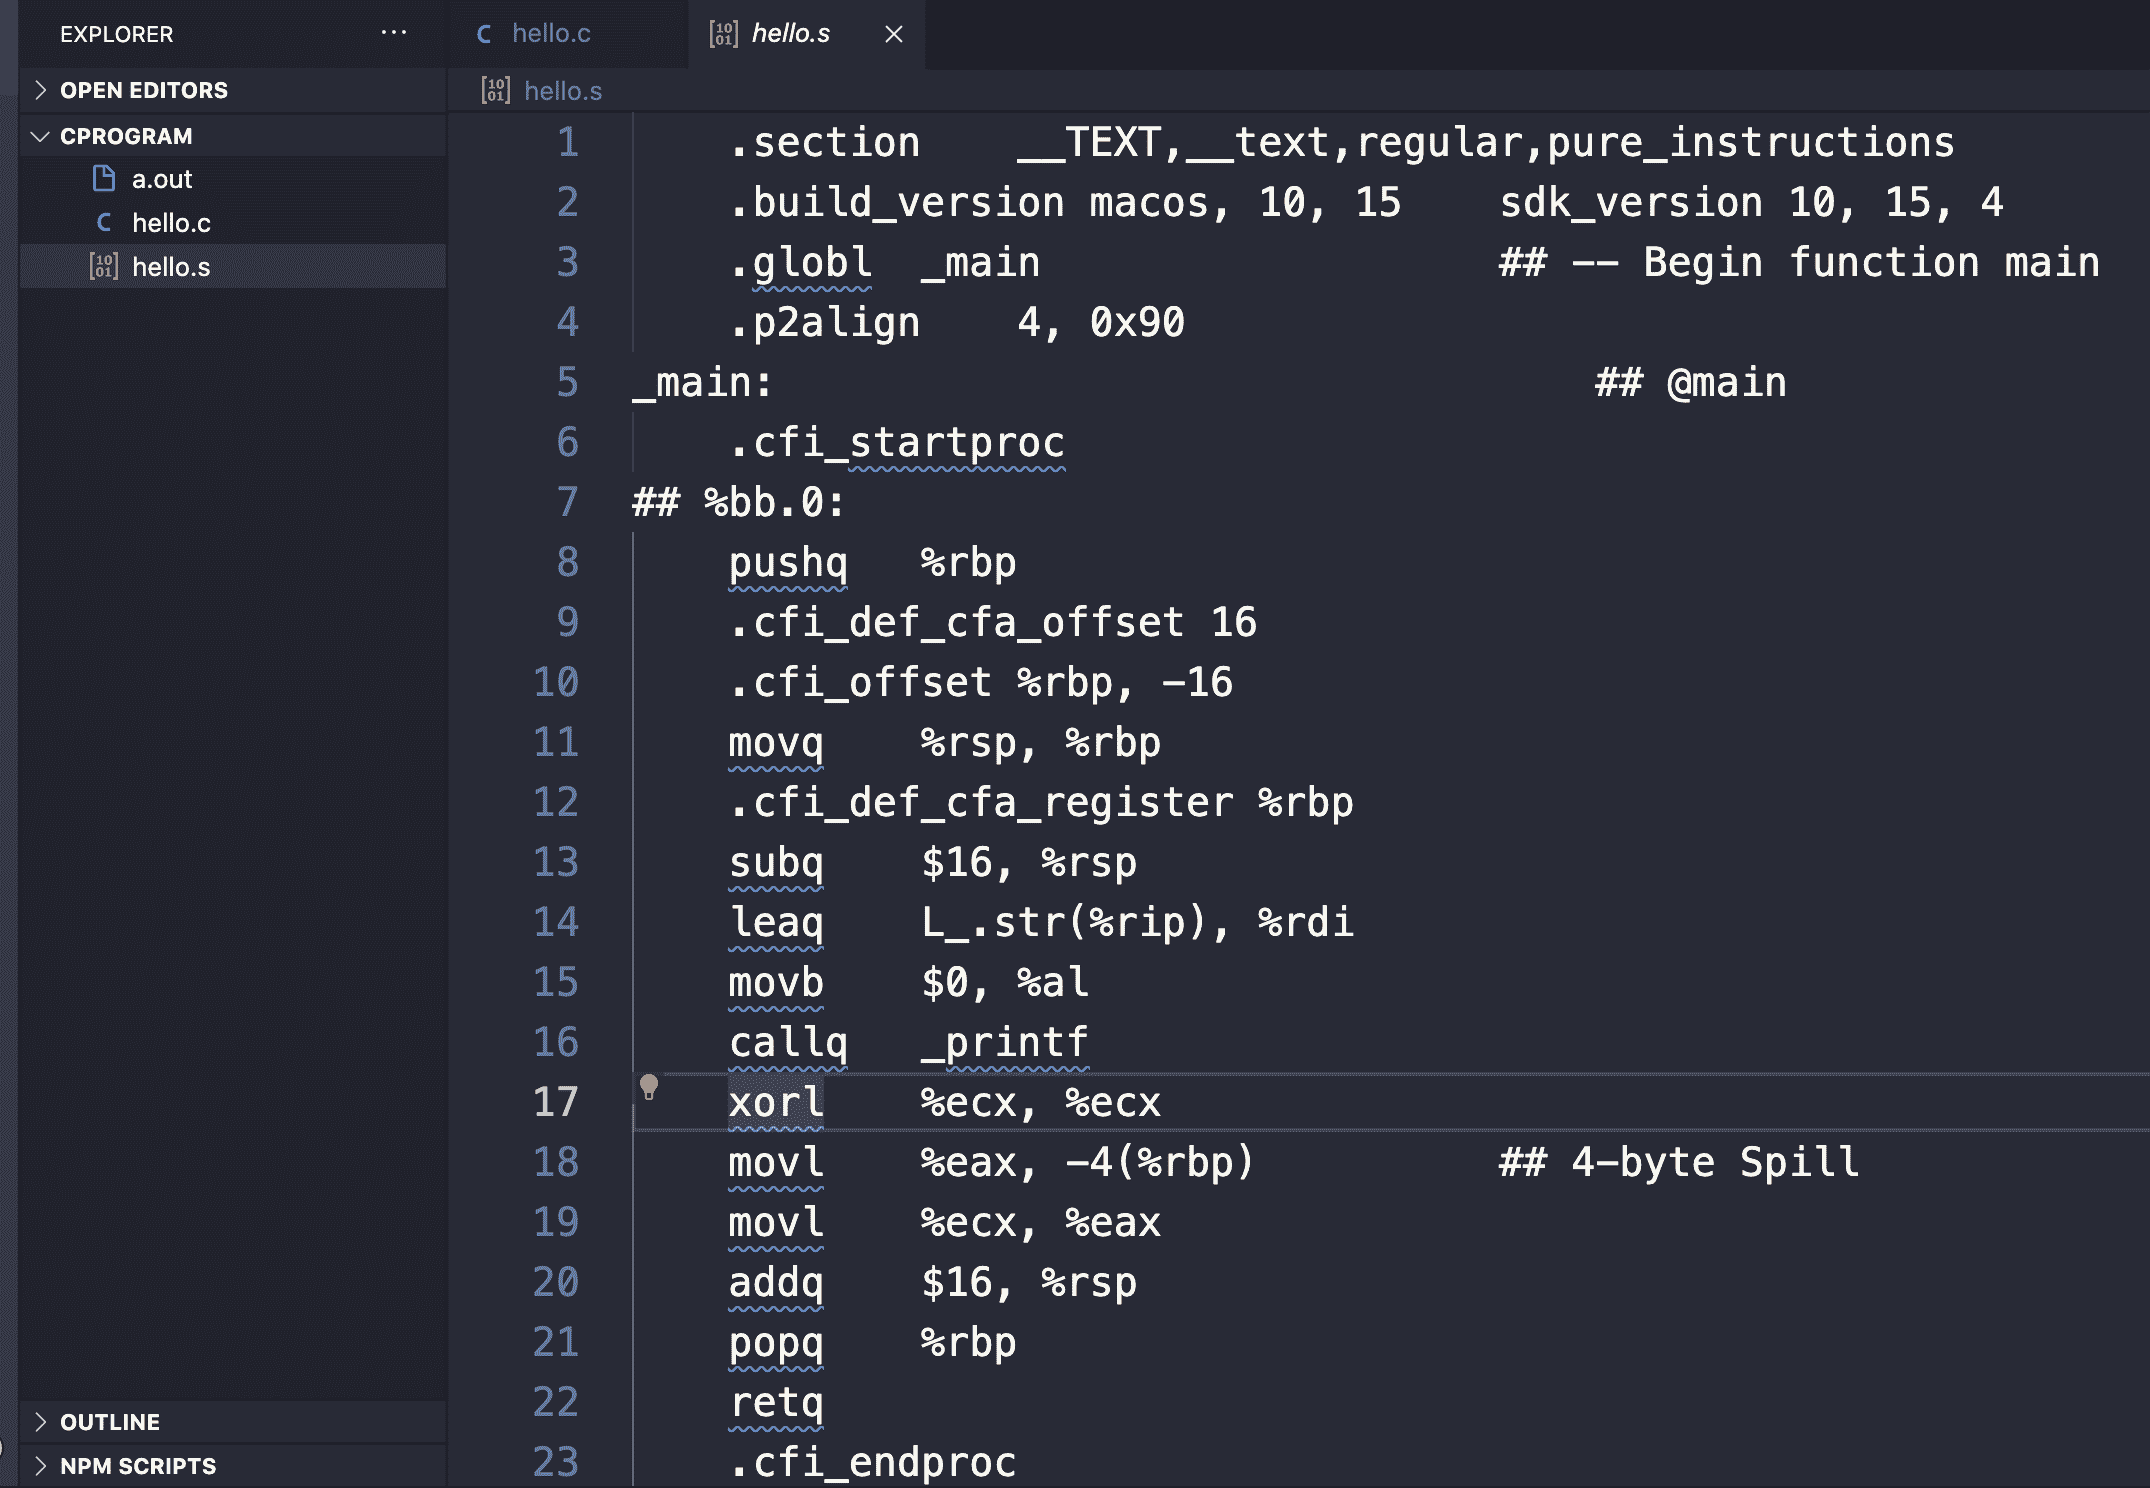 EXPLORER ···
OPEN EDITORS
CPROGRAM
a.out
C hello.c
hello.s
OUTLINE
NPM SCRIPTS
C hello.c
hello.s
hello.s
1 .section __TEXT,__text,regular,pure_instructions
2 .build_version macos, 10, 15 sdk_version 10, 15, 4
3 .globl _main ## -- Begin function main
4 .p2align 4, 0x90
5 _main: ## @main
6 .cfi_startproc
7 ## %bb.0:
8 pushq %rbp
9 .cfi_def_cfa_offset 16
10 .cfi_offset %rbp, -16
11 movq %rsp, %rbp
12 .cfi_def_cfa_register %rbp
13 subq $16, %rsp
14 leaq L_.str(%rip), %rdi
15 movb $0, %al
16 callq _printf
17 xorl %ecx, %ecx
18 movl %eax, -4(%rbp) ## 4-byte Spill
19 movl %ecx, %eax
20 addq $16, %rsp
21 popq %rbp
22 retq
23 .cfi_endproc